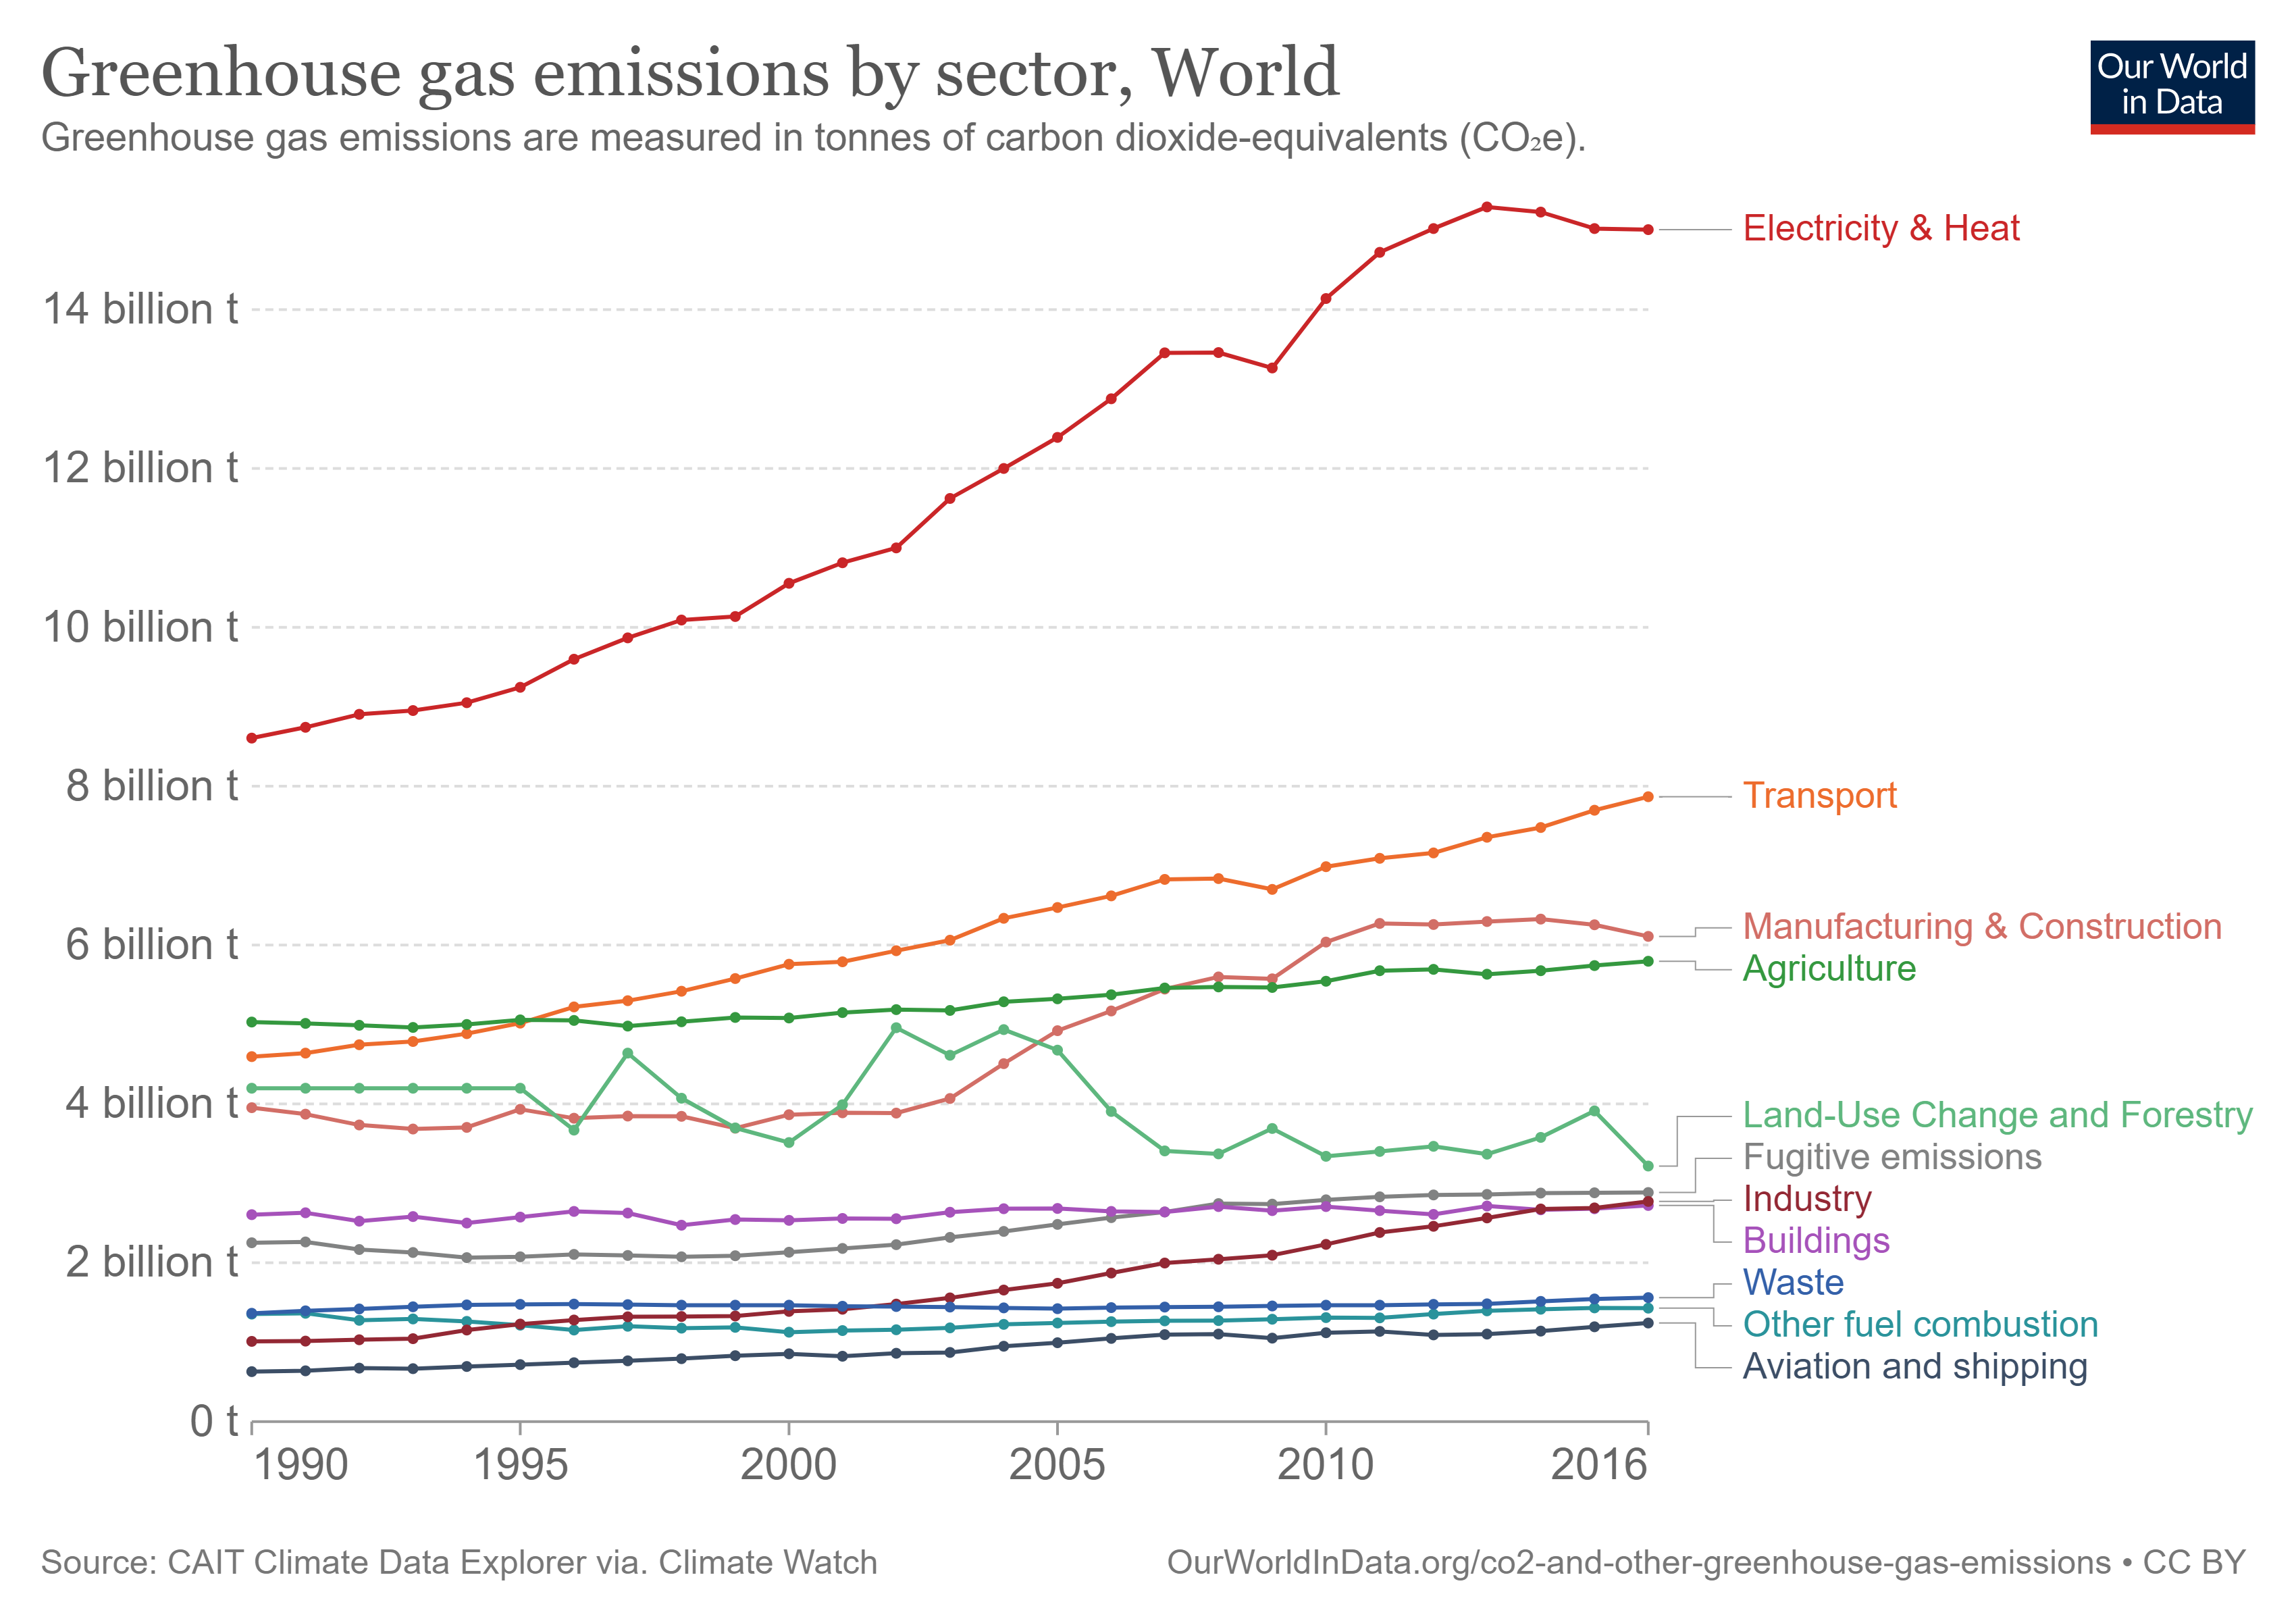 Greenhouse gas emissions by sector, World
Greenhouse gas emissions are measured in tonnes of carbon dioxide-equivalents (CO₂e).
Our World
in Data
14 billion t
12 billion t
10 billion t
8 billion t
6 billion t
4 billion t
2 billion t
0 t
1990
1995
2000
2005
2010
2016
Electricity & Heat
Transport
Manufacturing & Construction
Agriculture
Land-Use Change and Forestry
Fugitive emissions
Industry
Buildings
Waste
Other fuel combustion
Aviation and shipping
Source: CAIT Climate Data Explorer via. Climate Watch
OurWorldInData.org/co2-and-other-greenhouse-gas-emissions • CC BY